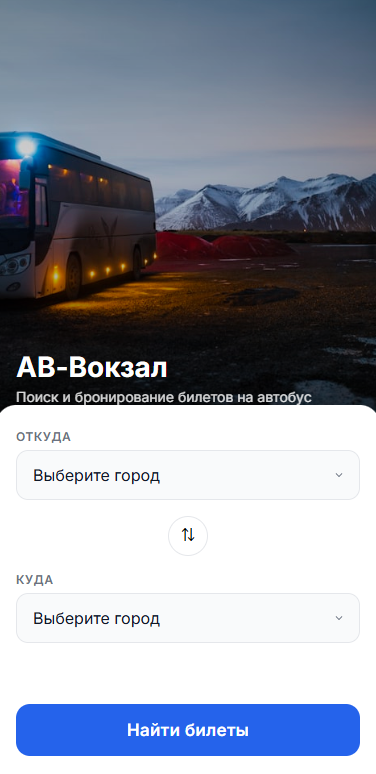 АВ-Вокзал
Поиск и бронирование билетов на автобус
ОТКУДА
Выберите город
КУДА
Выберите город
Найти билеты